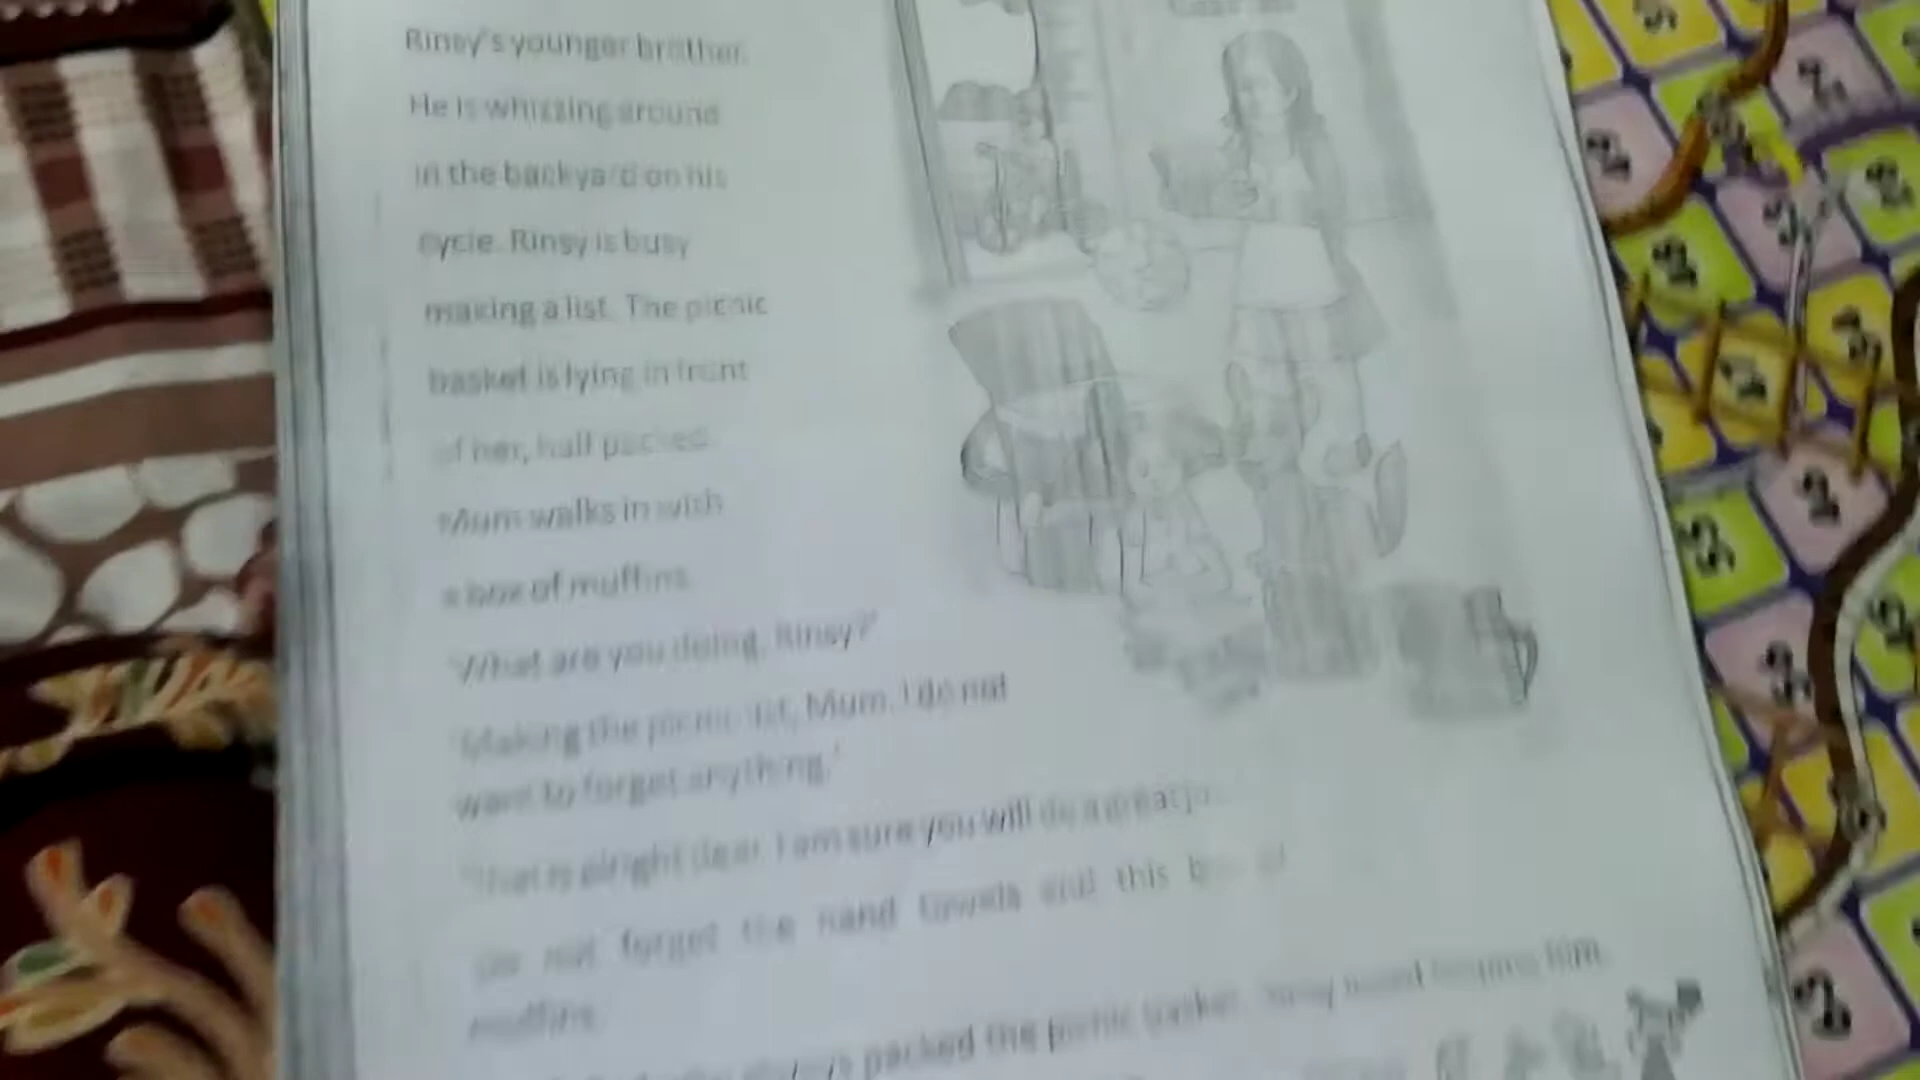 Rinsy's younger brother.
He is whizzing around
in the backyard on his
cycle. Rinsy is busy
making a list. The picnic
basket is lying in front
of her, half packed.
Mum walks in with
a box of muffins.
'What are you doing, Rinsy?'
'Making the picnic list, Mum. I do not
want to forget anything.'
'That is alright dear. I am sure you will do a great
Do not forget the hand towels and this
muffins.
packed the picnic basket. him